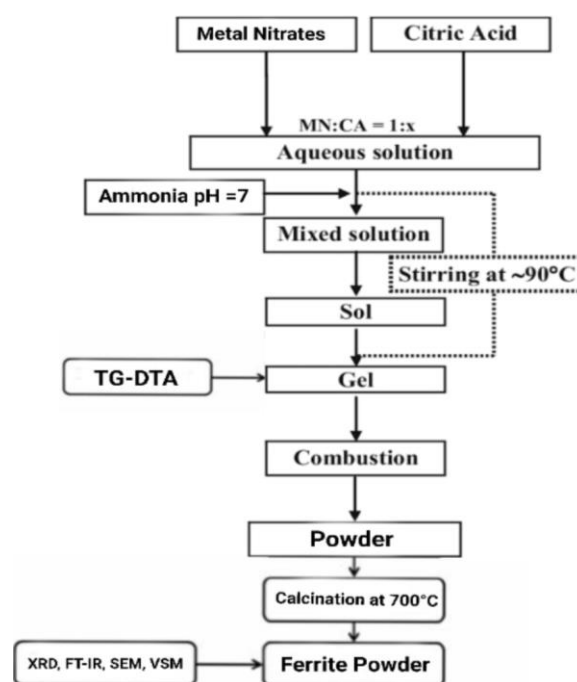 Metal Nitrates
Citric Acid
MN:CA = 1:x
Aqueous solution
Ammonia pH =7
Mixed solution
Stirring at ~90°C
Sol
TG-DTA
Gel
Combustion
Powder
Calcination at 700°C
XRD, FT-IR, SEM, VSM
Ferrite Powder